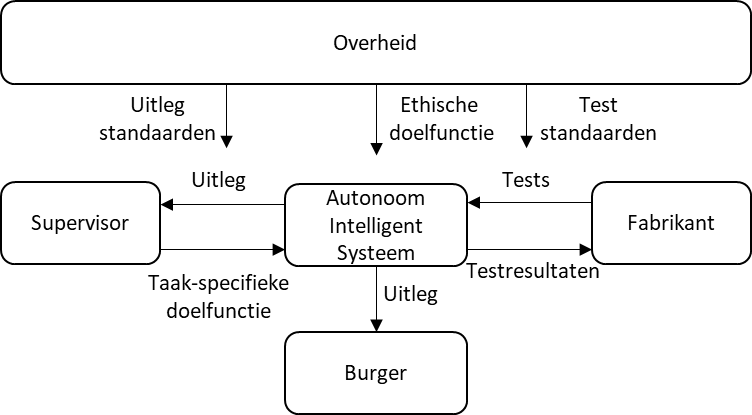 Overheid
Uitleg
standaarden
Ethische
doelfunctie
Test
standaarden
Uitleg
Tests
Supervisor
Autonoom
Intelligent
Systeem
Fabrikant
Taak-specifieke
doelfunctie
Testresultaten
Uitleg
Burger